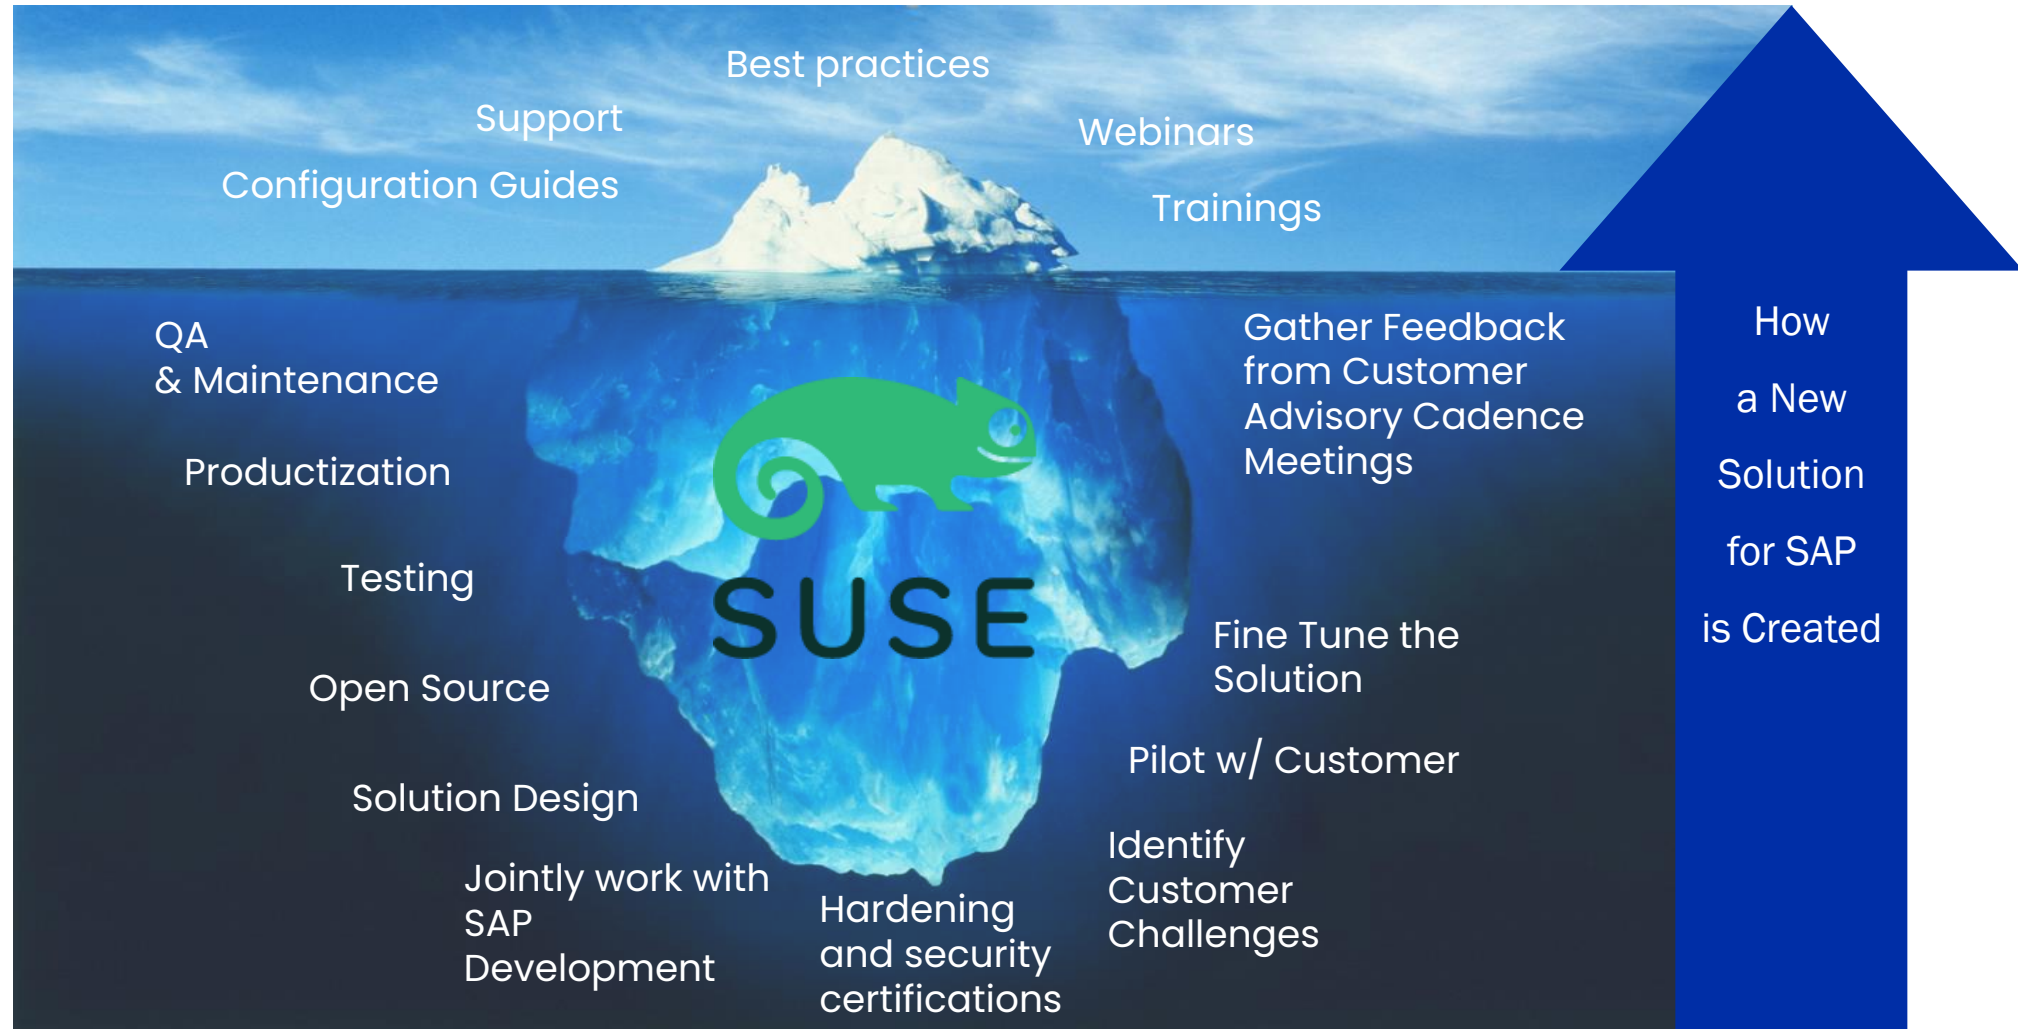 Best practices
Support
Webinars
Configuration Guides
Trainings
QA
& Maintenance
Productization
Testing
Open Source
Solution Design
Jointly work with
SAP
Development
Hardening
and security
certifications
SUSE
Gather Feedback
from Customer
Advisory Cadence
Meetings
Fine Tune the
Solution
Pilot w/ Customer
Identify
Customer
Challenges
How
a New
Solution
for SAP
is Created